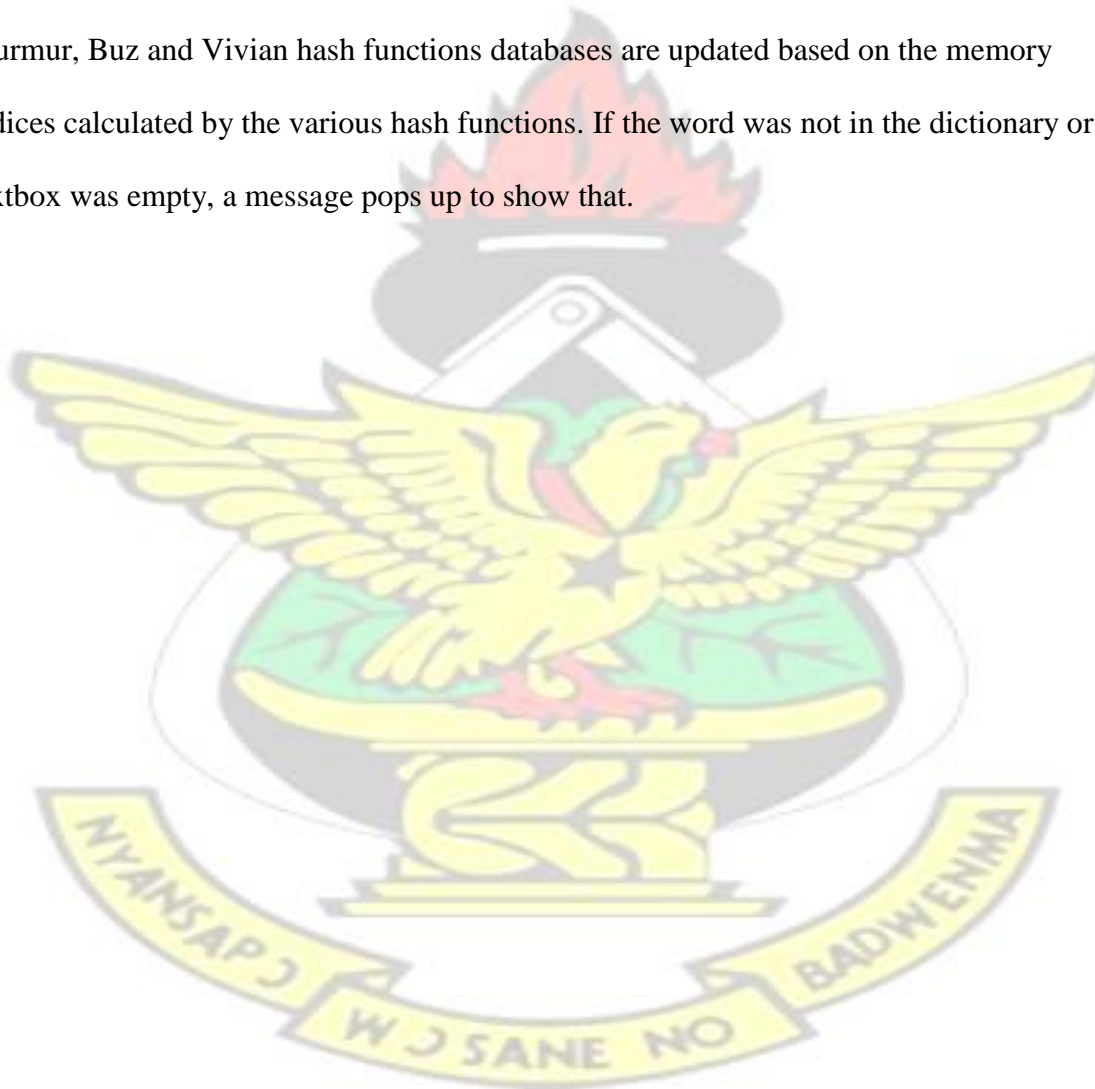 urmur, Buz and Vivian hash functions databases are updated based on the memory
dices calculated by the various hash functions. If the word was not in the dictionary or
xtbox was empty, a message pops up to show that.
NYANSAPƆ
WƆSANE NO
BADWENMA